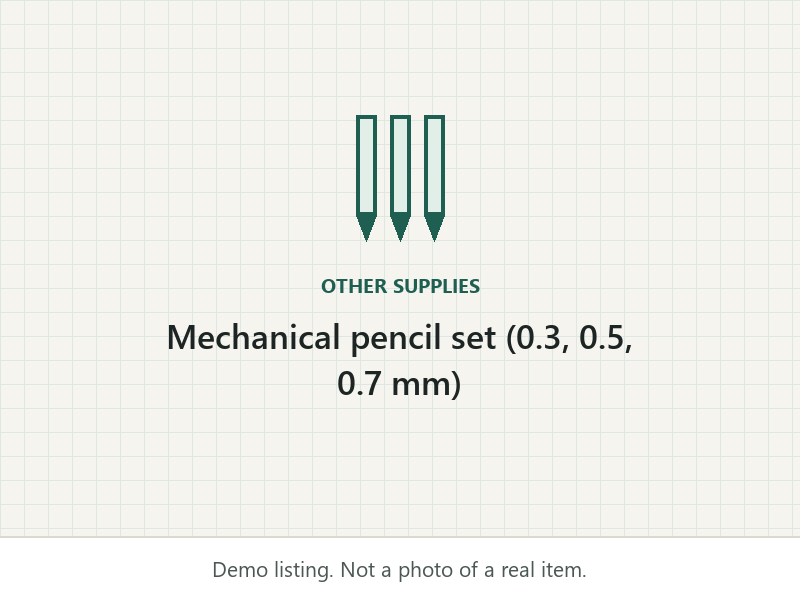 OTHER SUPPLIES
Mechanical pencil set (0.3, 0.5,
0.7 mm)
Demo listing. Not a photo of a real item.